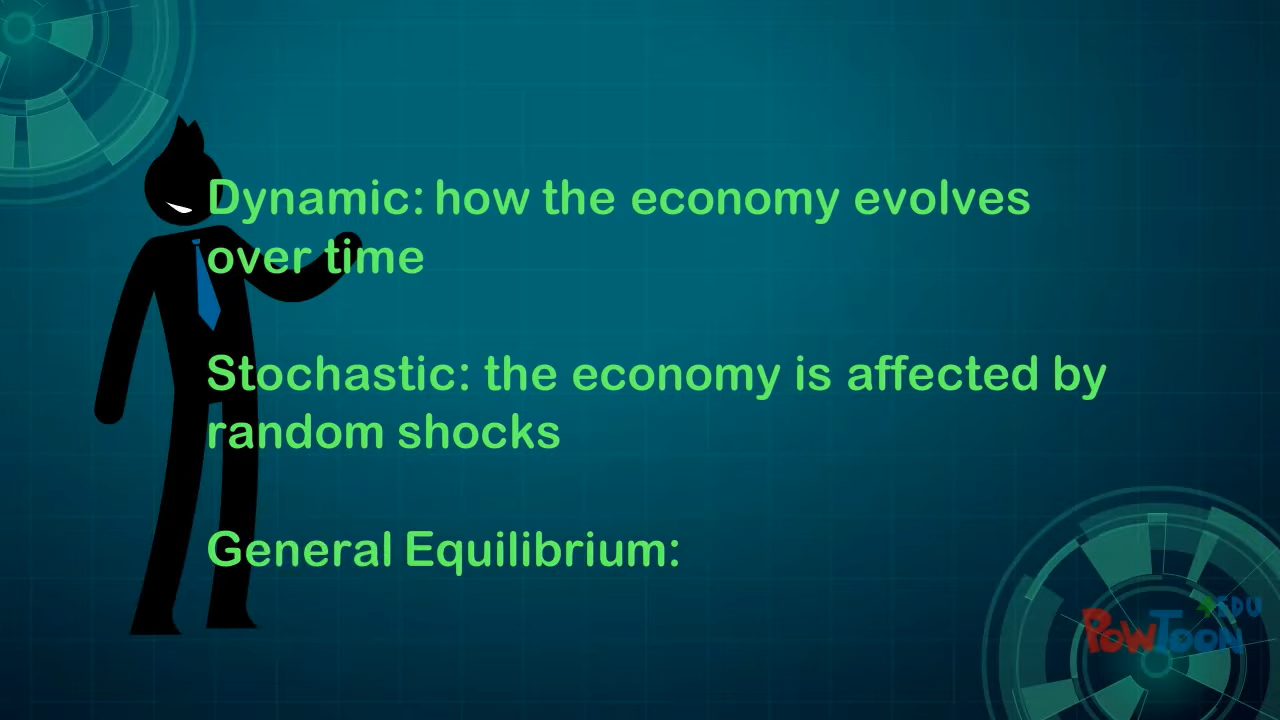 Dynamic: how the economy evolves
over time
Stochastic: the economy is affected by
random shocks
General Equilibrium:
EDU
POWTOON